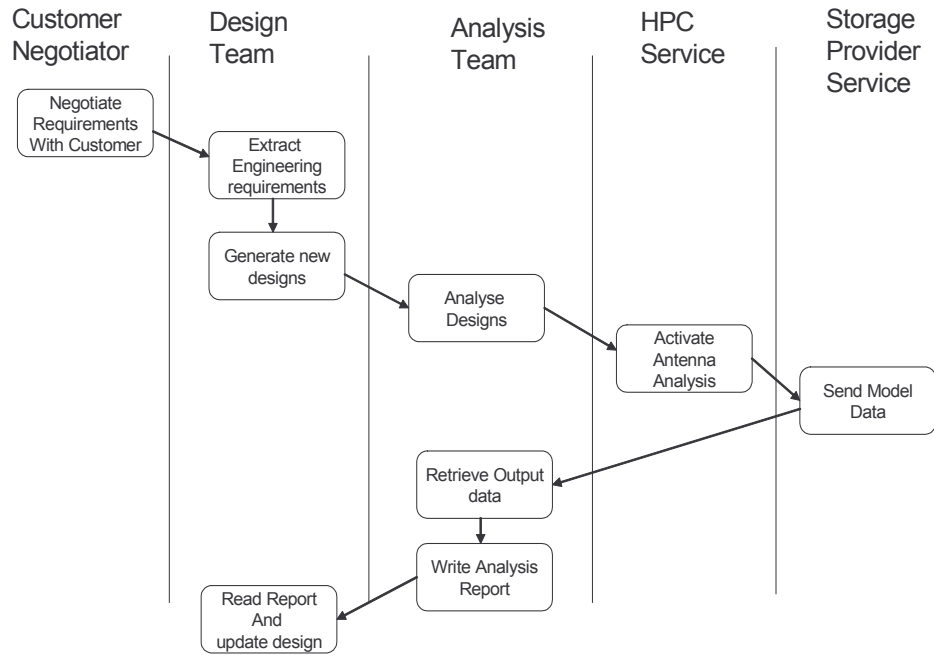 Customer
Negotiator
Design
Team
Analysis
Team
HPC
Service
Storage
Provider
Service
Negotiate
Requirements
With Customer
Extract
Engineering
requirements
Generate new
designs
Analyse
Designs
Activate
Antenna
Analysis
Send Model
Data
Retrieve Output
data
Write Analysis
Report
Read Report
And
update design